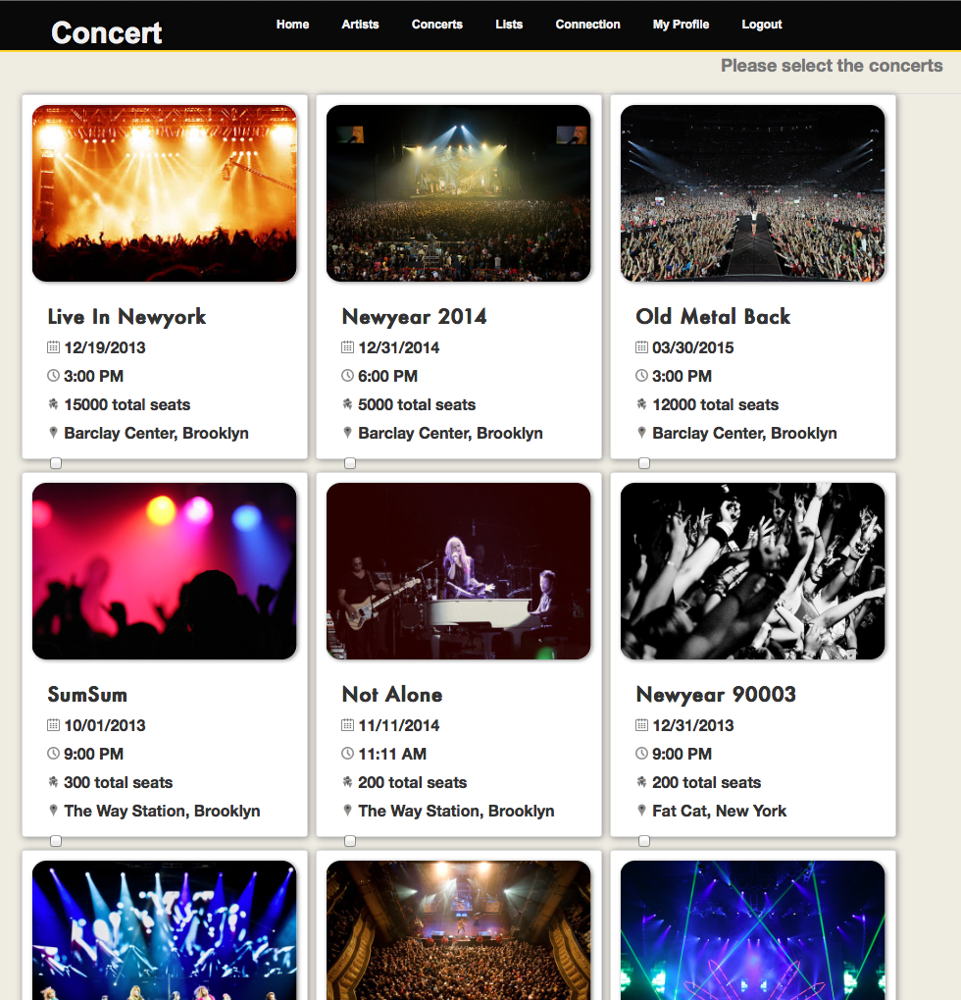 Concert
Home Artists Concerts Lists Connection My Profile Logout
Please select the concerts
Live In Newyork
12/19/2013
3:00 PM
15000 total seats
Barclay Center, Brooklyn
Newyear 2014
12/31/2014
6:00 PM
5000 total seats
Barclay Center, Brooklyn
Old Metal Back
03/30/2015
3:00 PM
12000 total seats
Barclay Center, Brooklyn
SumSum
10/01/2013
9:00 PM
300 total seats
The Way Station, Brooklyn
Not Alone
11/11/2014
11:11 AM
200 total seats
The Way Station, Brooklyn
Newyear 90003
12/31/2013
9:00 PM
200 total seats
Fat Cat, New York